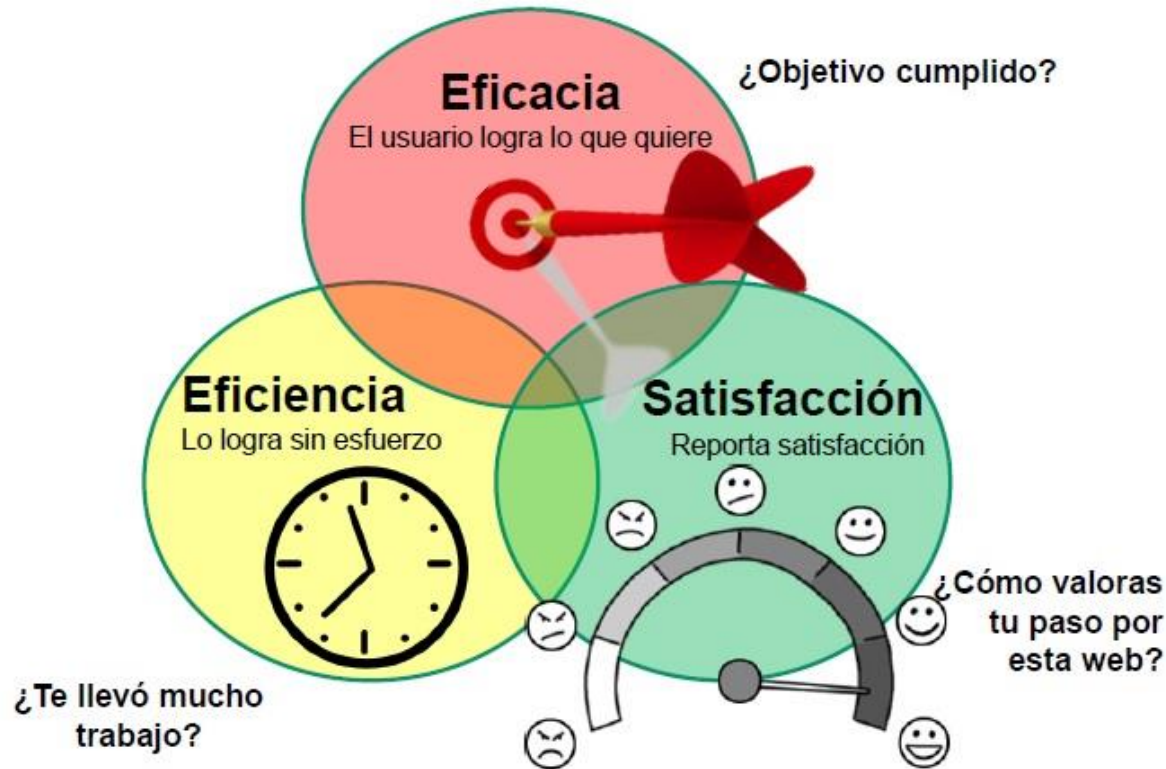 Eficacia
El usuario logra lo que quiere
¿Objetivo cumplido?
Eficiencia
Lo logra sin esfuerzo
¿Te llevó mucho
trabajo?
Satisfacción
Reporta satisfacción
¿Cómo valoras
tu paso por
esta web?